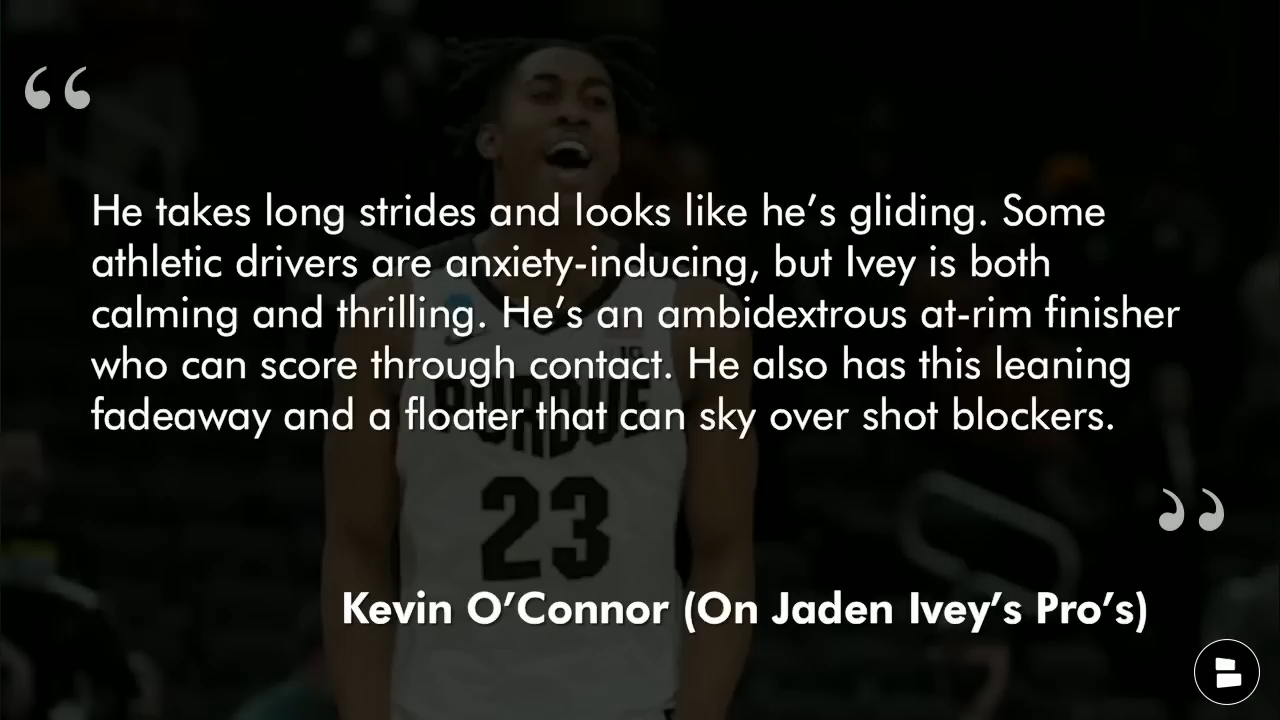 “
He takes long strides and looks like he’s gliding. Some
athletic drivers are anxiety-inducing, but Ivey is both
calming and thrilling. He’s an ambidextrous at-rim finisher
who can score through contact. He also has this leaning
fadeaway and a floater that can sky over shot blockers.
PURDUE
23
”
Kevin O’Connor (On Jaden Ivey’s Pro’s)